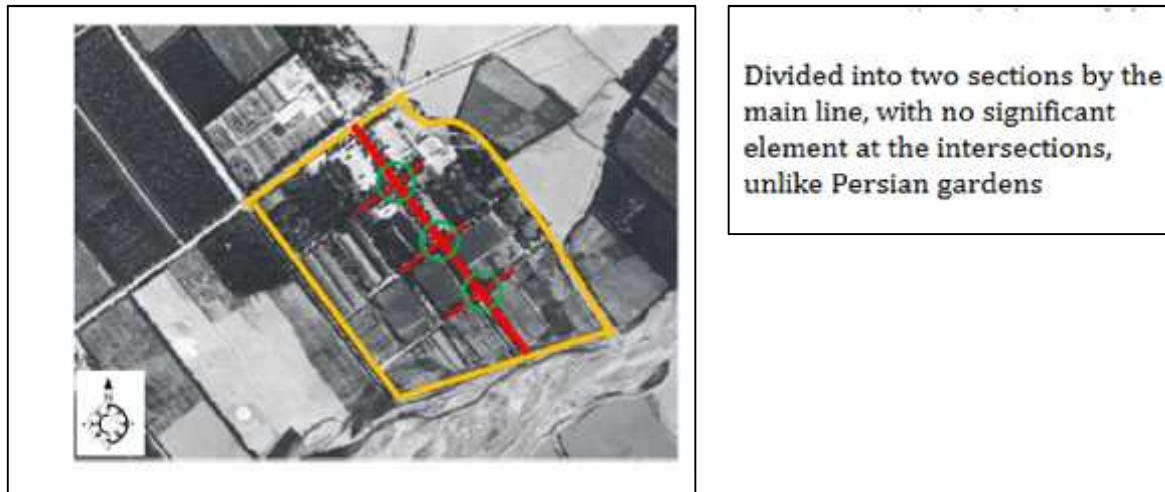 N
Divided into two sections by the
main line, with no significant
element at the intersections,
unlike Persian gardens